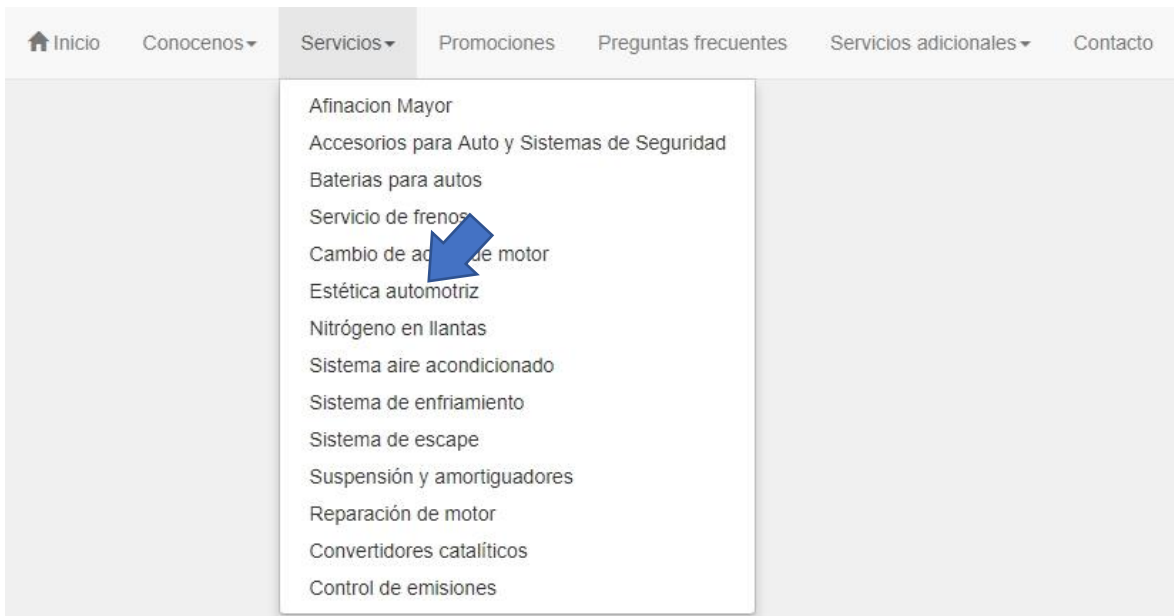 Inicio Conocenos Servicios Promociones Preguntas frecuentes Servicios adicionales Contacto
Afinacion Mayor
Accesorios para Auto y Sistemas de Seguridad
Baterias para autos
Servicio de frenos
Cambio de de motor
Estética automotriz
Nitrógeno en llantas
Sistema aire acondicionado
Sistema de enfriamiento
Sistema de escape
Suspensión y amortiguadores
Reparación de motor
Convertidores catalíticos
Control de emisiones